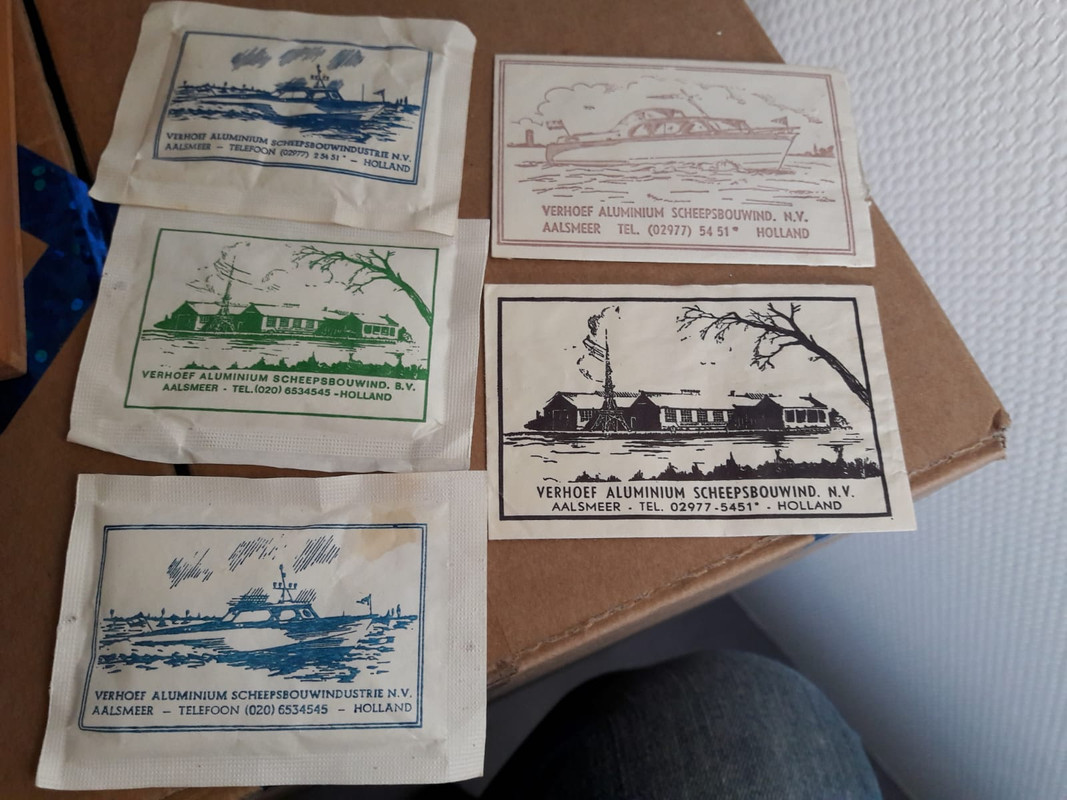 VERHOEF ALUMINIUM SCHEEPSBOUWINDUSTRIE N.V.
AALSMEER — TELEFOON (02977) 25451* — HOLLAND
VERHOEF ALUMINIUM SCHEEPSBOUWIND. N.V.
AALSMEER TEL. (02977) 5451* HOLLAND
VERHOEF ALUMINIUM SCHEEPSBOUWIND. B.V.
AALSMEER - TEL.(020) 6534545 -HOLLAND
VERHOEF ALUMINIUM SCHEEPSBOUWIND. N.V.
AALSMEER - TEL. 02977-5451* - HOLLAND
VERHOEF ALUMINIUM SCHEEPSBOUWINDUSTRIE N.V.
AALSMEER — TELEFOON (020) 6534545 — HOLLAND